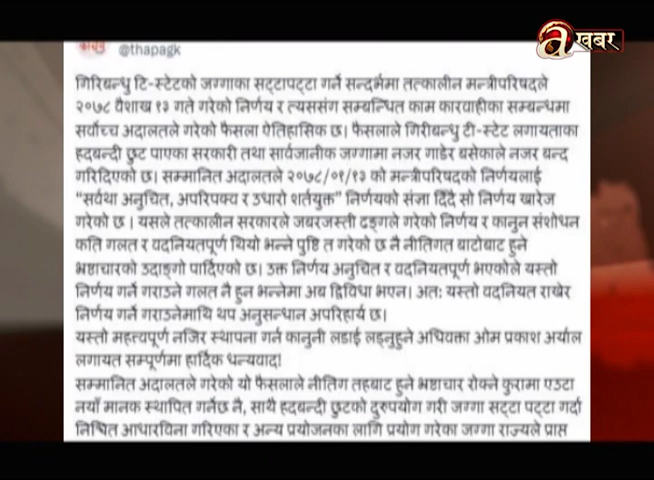 a खबर
@thapagk
गिरिबन्धु टि-स्टेटको जग्गाका सट्टापट्टा गर्ने सन्दर्भमा तत्कालीन मन्त्रीपरिषदले
२०७८ वैशाख १३ गते गरेको निर्णय र त्यससंग सम्बन्धित काम कारवाहीका सम्बन्धमा
सर्वोच्च अदालतले गरेको फैसला ऐतिहासिक छ। फैसलाले गिरीबन्धु टी-स्टेट लगायतका
हदबन्दी छुट पाएका सरकारी तथा सार्वजानीक जग्गामा नजर गाडेर बसेकाले नजर बन्द
गरिदिएको छ। सम्मानित अदालतले २०७८/०१/१३ को मन्त्रीपरिषद्को निर्णयलाई
"सर्वथा अनुचित, अपरिपक्व र उधारो शर्तयुक्त" निर्णयको संज्ञा दिँदै सो निर्णय खारेज
गरेको छ । यसले तत्कालीन सरकारले जबरजस्ती ढङ्गले गरेको निर्णय र कानुन संशोधन
कति गलत र वदनियतपूर्ण थियो भन्ने पुष्टि त गरेको छ नै नीतिगत बाटोबाट हुने
भ्रष्टाचारको उदाङ्गो पार्दिएको छ। उक्त निर्णय अनुचित र वदनियतपूर्ण भएकोले यस्तो
निर्णय गर्ने गराउने गलत नै हुन भन्नेमा अब द्विविधा भएन। अतः यस्तो वदनियत राखेर
निर्णय गर्ने गराउनेमाथि थप अनुसन्धान अपरिहार्य छ।
यस्तो महत्वपूर्ण नजिर स्थापना गर्न कानुनी लडाई लड्नुहुने अधिवक्ता ओम प्रकाश अर्याल
लगायत सम्पूर्णमा हार्दिक धन्यवाद!
सम्मानित अदालतले गरेको यो फैसलाले नीतिग तहबाट हुने भ्रष्टाचार रोक्ने कुरामा एउटा
नयाँ मानक स्थापित गर्नेछ नै, साथै हदबन्दी छुटको दुरुपयोग गरी जग्गा सट्टा पट्टा गर्दा
निश्चित आधारविना गरिएका र अन्य प्रयोजनका लागि प्रयोग गरेका जग्गा राज्यले प्राप्त